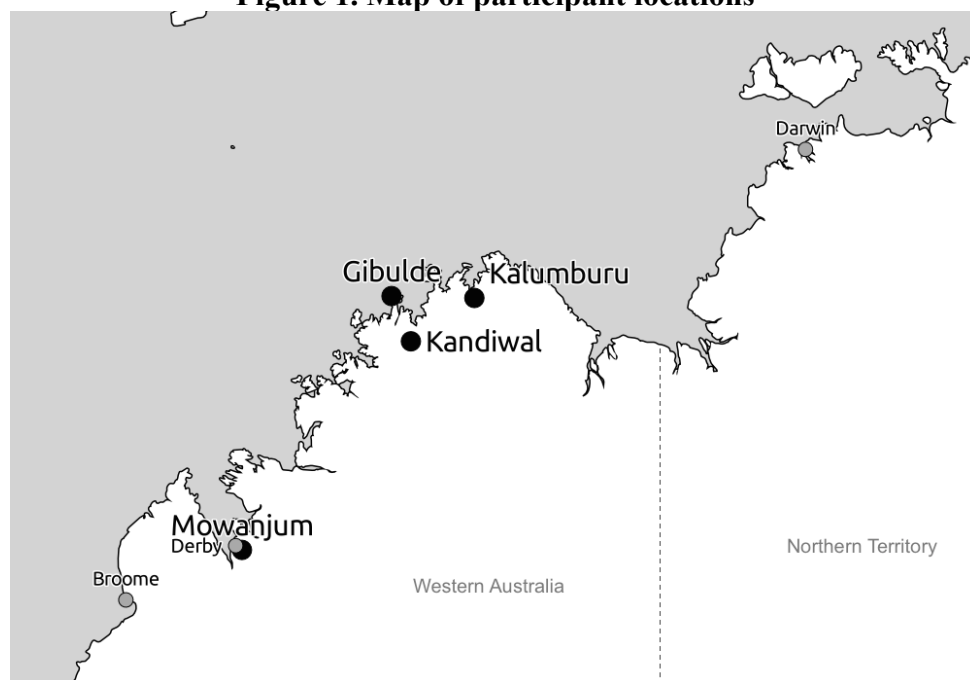 Figure 1. Map of participant locations
Darwin
Gibulde
Kalumburu
Kandiwal
Mowanjum
Derby
Broome
Northern Territory
Western Australia